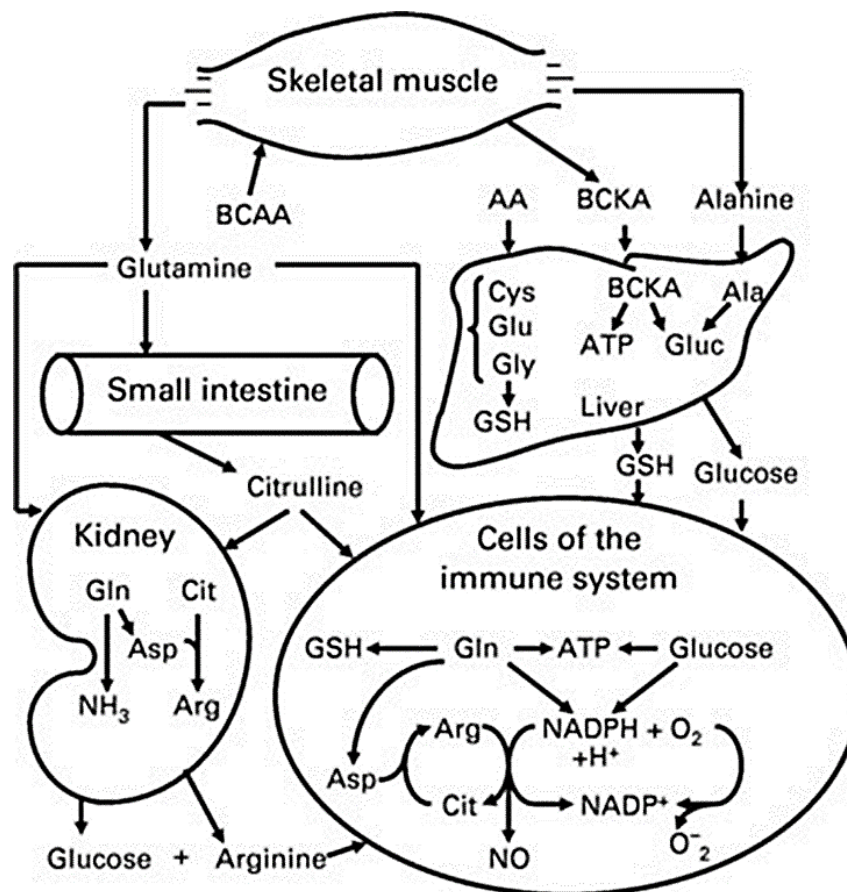 Skeletal muscle
BCAA
AA
BCKA
Alanine
Glutamine
Cys
Glu
Gly
GSH
BCKA
Ala
ATP
Gluc
Liver
Small intestine
GSH
Glucose
Citrulline
Kidney
Gln
Cit
Asp
NH₃
Arg
Cells of the
immune system
GSH
Gln
ATP
Glucose
Arg
NADPH + O₂
+H⁺
Asp
Cit
NADP⁺
NO
O⁻₂
Glucose + Arginine